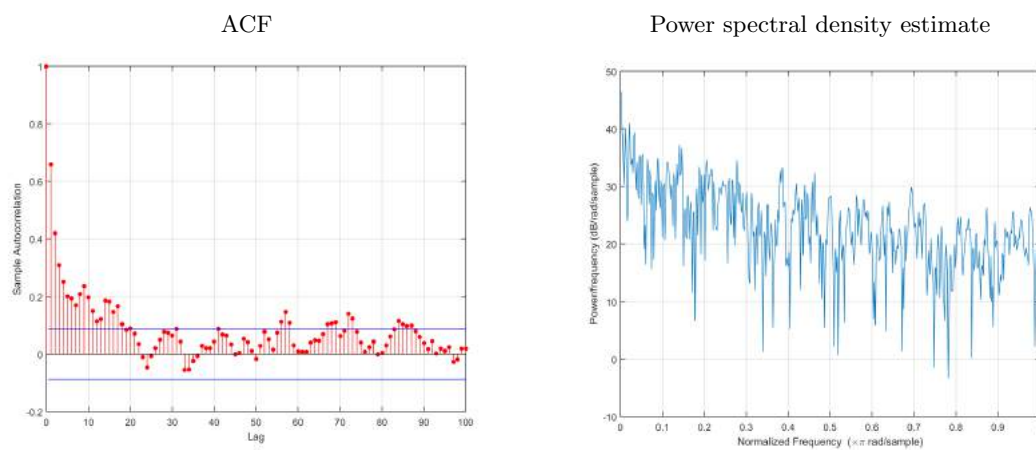 ACF
Power spectral density estimate
1
0.8
0.6
0.4
0.2
0
-0.2
Sample Autocorrelation
0 10 20 30 40 50 60 70 80 90 100
Lag
50
40
30
20
10
0
-10
Power/frequency (dB/rad/sample)
0 0.1 0.2 0.3 0.4 0.5 0.6 0.7 0.8 0.9
Normalized Frequency (×π rad/sample)